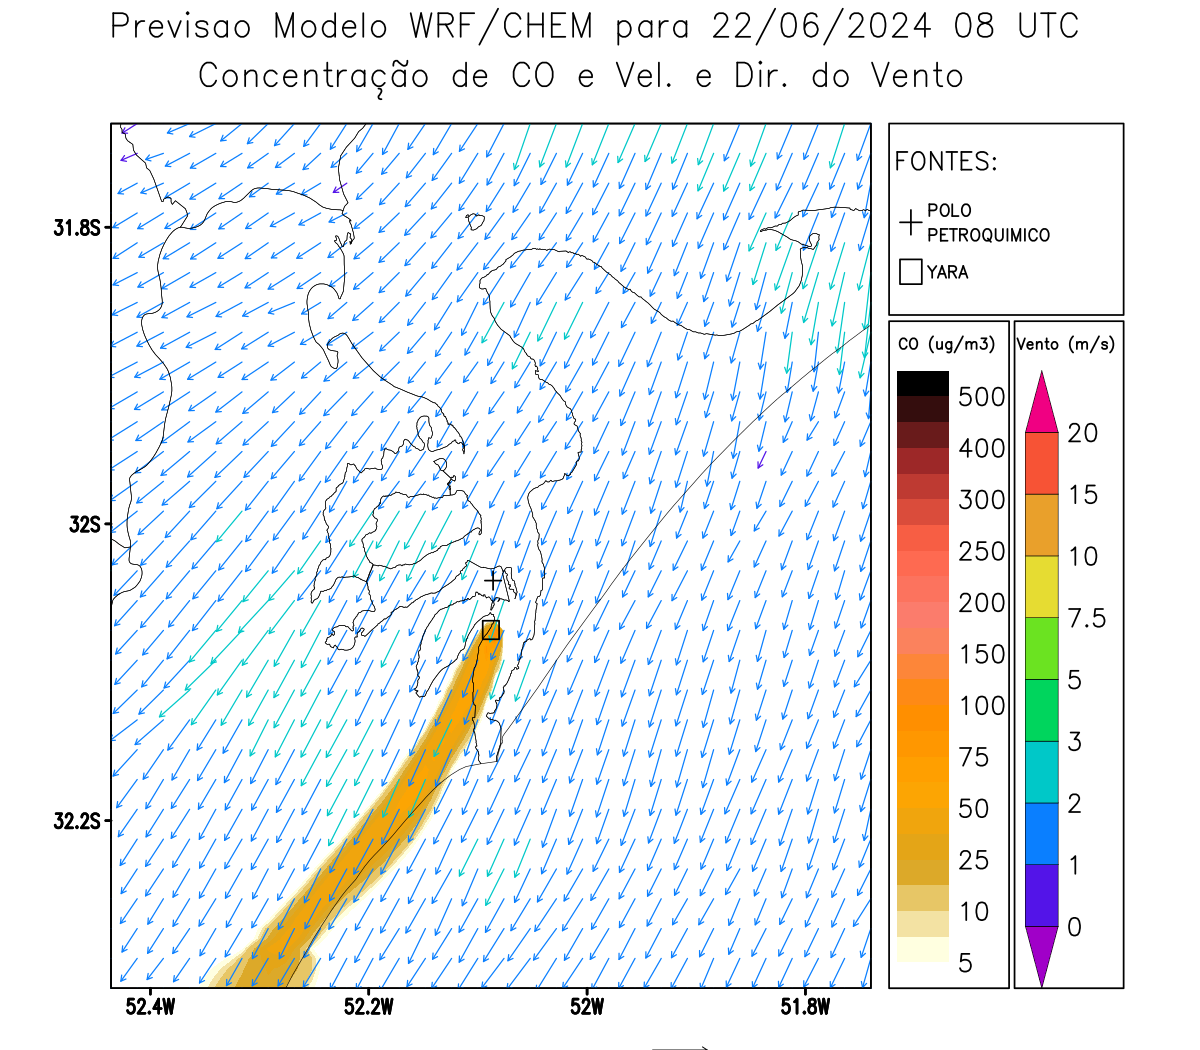 Previsao Modelo WRF/CHEM para 22/06/2024 08 UTC
Concentração de CO e Vel. e Dir. do Vento
FONTES:
POLO
PETROQUIMICO
YARA
CO (ug/m3)
500
400
300
250
200
150
100
75
50
25
10
5
Vento (m/s)
20
15
10
7.5
5
3
2
1
0
31.8S
32S
32.2S
52.4W
52.2W
52W
51.8W